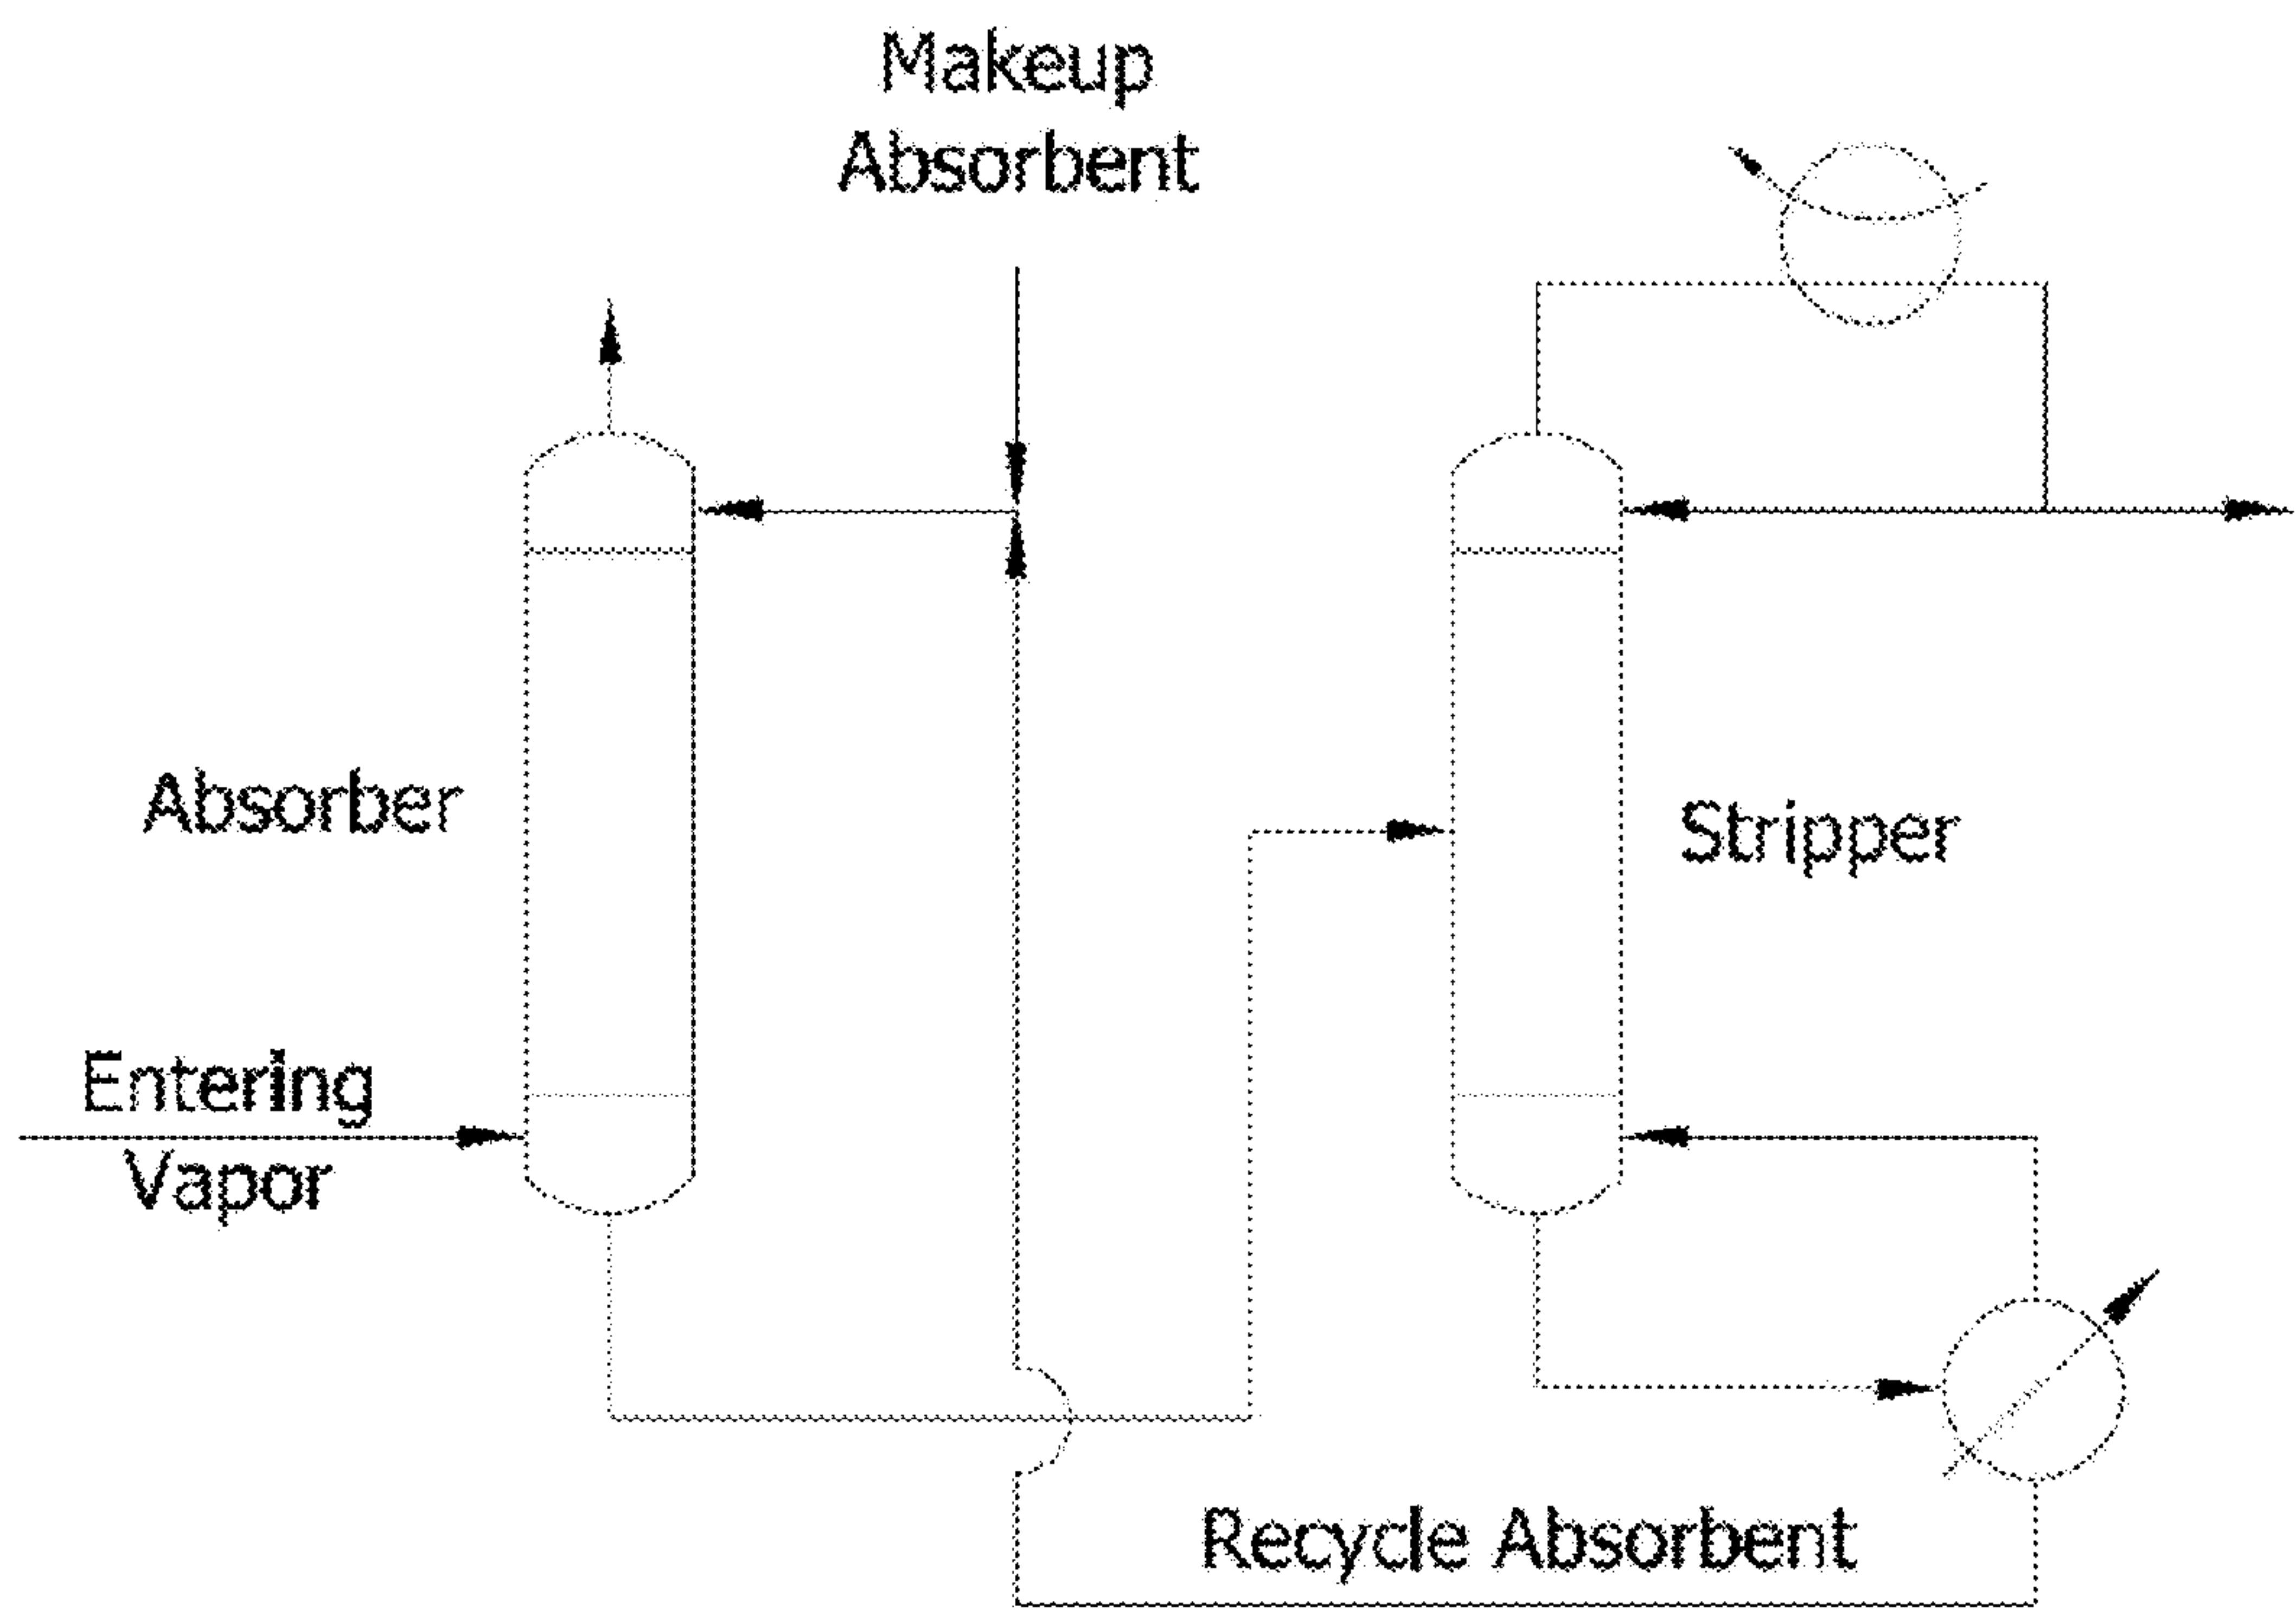 Makeup
Absorbent
Absorber
Stripper
Entering
Vapor
Recycle Absorbent